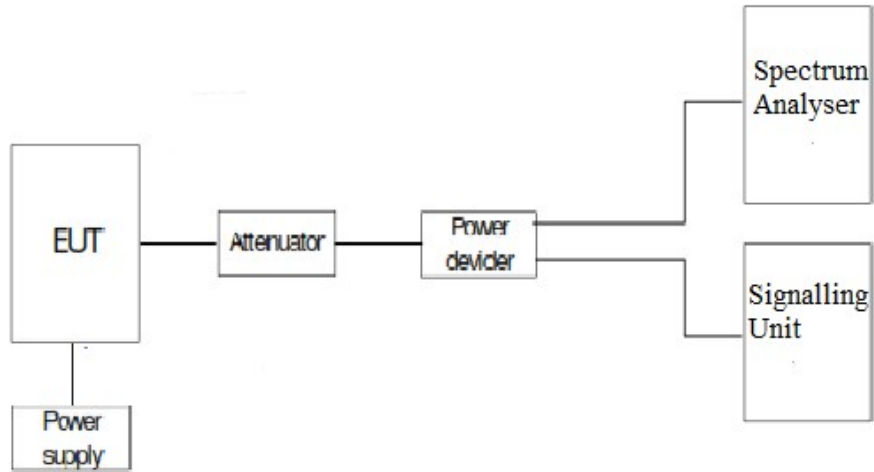 Spectrum
Analyser
EUT
Attenuator
Power
devider
Signalling
Unit
Power
supply